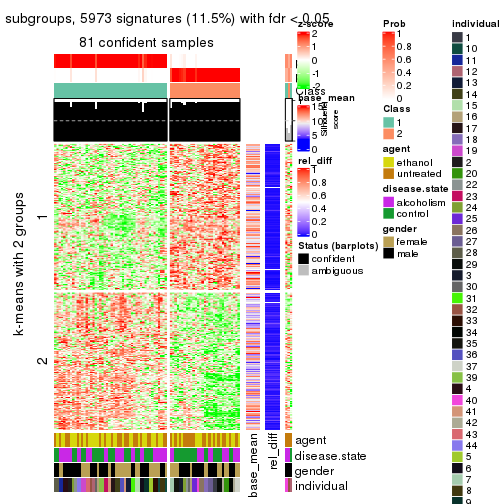 subgroups, 5973 signatures (11.5%) with fdr < 0.05
81 confident samples
k-means with 2 groups
1
2
Class
Silhouette
score
base_mean
rel_diff
agent
disease.state
gender
individual
z-score
2
1
0
-1
-2
base_mean
15
10
5
0
rel_diff
1
0.8
0.6
0.4
0.2
0
Status (barplots)
confident
ambiguous
Prob
1
0.8
0.6
0.4
0.2
0
Class
1
2
agent
ethanol
untreated
disease.state
alcoholism
control
gender
female
male
individual
1
10
11
12
13
14
15
16
17
18
19
2
20
22
23
24
25
26
27
28
29
3
30
31
32
33
34
35
36
37
39
4
40
41
42
43
44
5
6
7
8
9